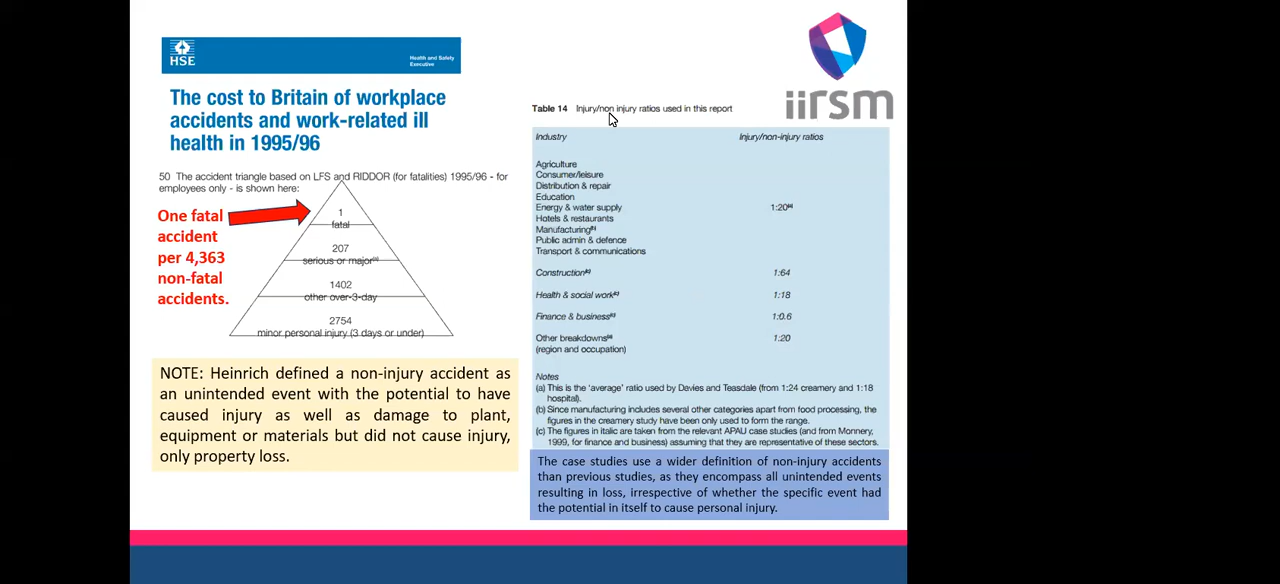 HSE
Health and Safety
Executive
The cost to Britain of workplace
accidents and work-related ill
health in 1995/96
50 The accident triangle based on LFS and RIDDOR (for fatalities) 1995/96 - for
employees only - is shown here:
One fatal
accident
per 4,363
non-fatal
accidents.
1
fatal
207
serious or major(a)
1402
other over-3-day
2754
minor personal injury (3 days or under)
NOTE: Heinrich defined a non-injury accident as
an unintended event with the potential to have
caused injury as well as damage to plant,
equipment or materials but did not cause injury,
only property loss.
iirsm
Table 14 Injury/non injury ratios used in this report
Industry Injury/non-injury ratios
Agriculture
Consumer/leisure
Distribution & repair
Education
Energy & water supply 1:20(a)
Hotels & restaurants
Manufacturing(b)
Public admin & defence
Transport & communications
Construction(c) 1:64
Health & social work(c) 1:18
Finance & business(c) 1:0.6
Other breakdowns(a) 1:20
(region and occupation)
Notes
(a) This is the 'average' ratio used by Davies and Teasdale (from 1:24 creamery and 1:18
hospital).
(b) Since manufacturing includes several other categories apart from food processing, the
figures in the creamery study have been only used to form the range.
(c) The figures in italic are taken from the relevant APAU case studies (and from Monnery,
1999, for finance and business) assuming that they are representative of these sectors.
The case studies use a wider definition of non-injury accidents
than previous studies, as they encompass all unintended events
resulting in loss, irrespective of whether the specific event had
the potential in itself to cause personal injury.